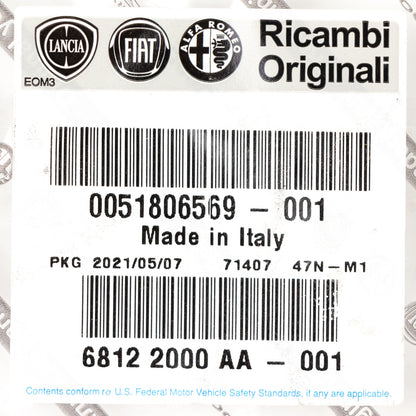 LANCIA
FIAT
ALFA ROMEO
Ricambi
Originali
EOM3
0051806569 - 001
Made in Italy
PKG 2021/05/07 71407 47N-M1
6812 2000 AA - 001
Contents conform to U.S. Federal Motor Vehicle Safety Standards, if any are applicable.